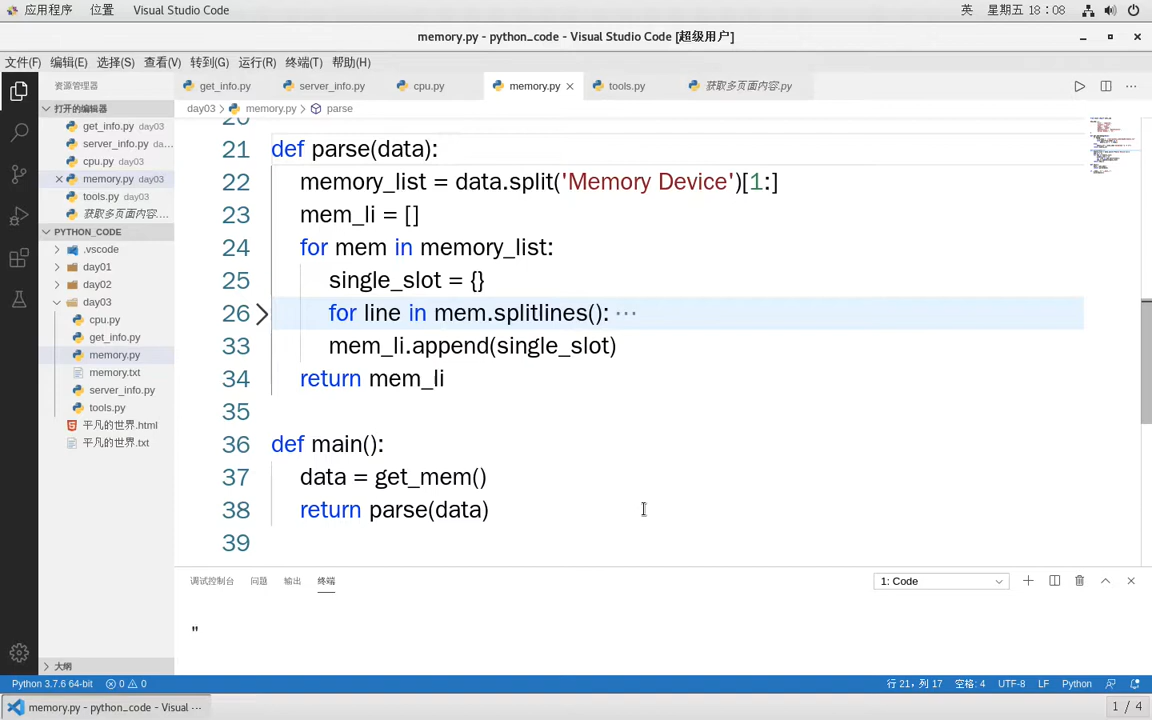 应用程序 位置 Visual Studio Code 英 星期五 18:08
memory.py - python_code - Visual Studio Code [超级用户]
文件(F) 编辑(E) 选择(S) 查看(V) 转到(G) 运行(R) 终端(T) 帮助(H)
资源管理器
get_info.py server_info.py cpu.py memory.py tools.py 获取多页面内容.py
打开的编辑器
get_info.py day03
server_info.py da...
cpu.py day03
memory.py day03
tools.py day03
获取多页面内容....
PYTHON_CODE
.vscode
day01
day02
day03
cpu.py
get_info.py
memory.py
memory.txt
server_info.py
tools.py
平凡的世界.html
平凡的世界.txt
大纲
day03 memory.py parse
20
21 def parse(data):
22 memory_list = data.split('Memory Device')[1:]
23 mem_li = []
24 for mem in memory_list:
25 single_slot = {}
26 for line in mem.splitlines(): ···
33 mem_li.append(single_slot)
34 return mem_li
35
36 def main():
37 data = get_mem()
38 return parse(data)
39
调试控制台 问题 输出 终端 1: Code
"
Python 3.7.6 64-bit 0 0 行 21, 列 17 空格: 4 UTF-8 LF Python
memory.py - python_code - Visual ··· 1 / 4